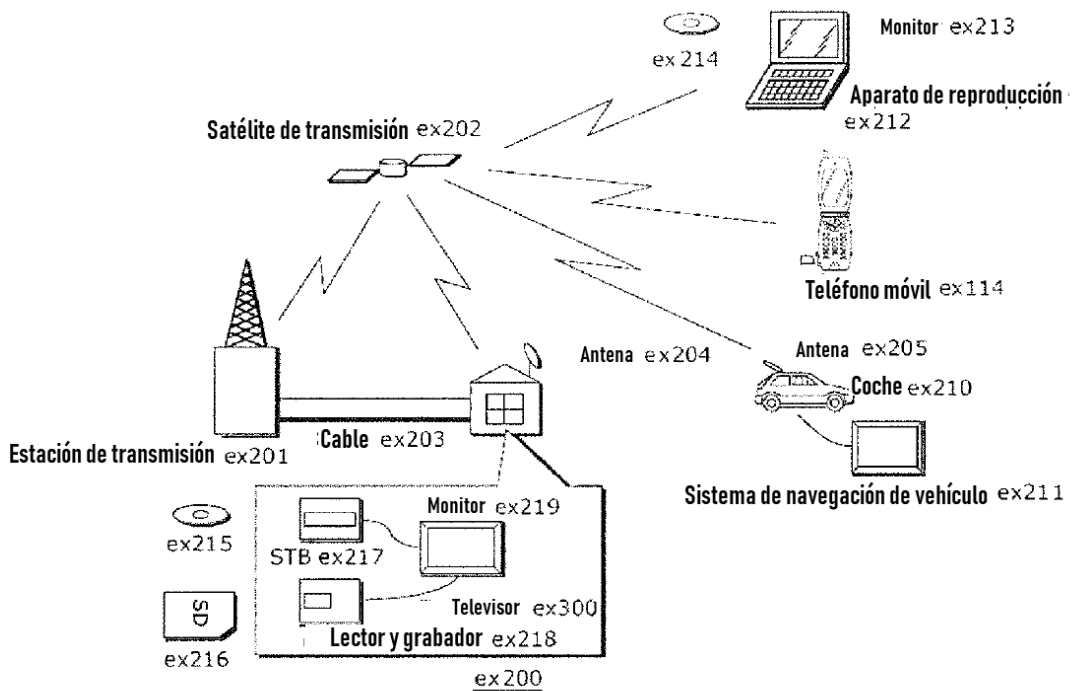 Monitor ex213
ex214
Aparato de reproducción
ex212
Satélite de transmisión ex202
Teléfono móvil ex114
Antena ex204
Antena ex205
Coche ex210
Cable ex203
Estación de transmisión ex201
Sistema de navegación de vehículo ex211
Monitor ex219
ex215
STB ex217
SD
Televisor ex300
Lector y grabador ex218
ex216
ex200